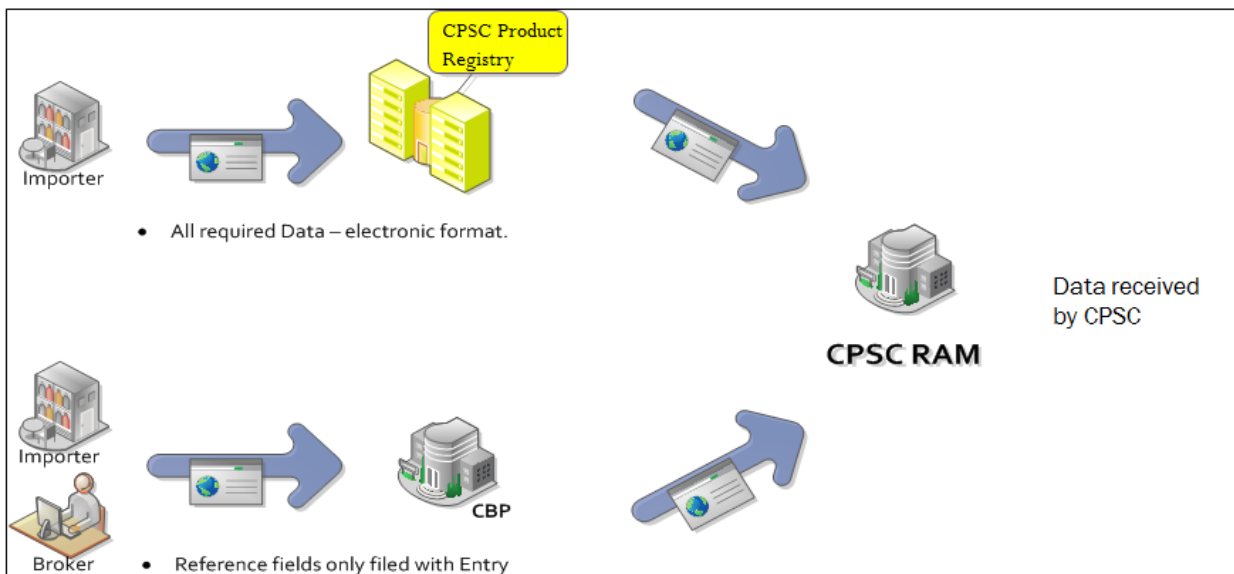 CPSC Product
Registry
Importer
• All required Data – electronic format.
Data received
by CPSC
CPSC RAM
Importer
CBP
Broker
• Reference fields only filed with Entry